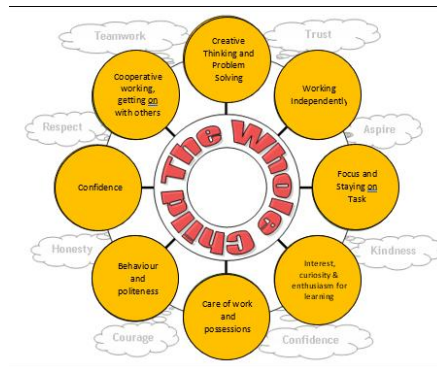 Teamwork
Trust
Creative
Thinking and
Problem
Solving
Cooperative
working,
getting on
with others
Working
Independently
Respect
Aspire
The Whole Child
Confidence
Focus and
Staying on
Task
Honesty
Kindness
Behaviour
and
politeness
Interest,
curiosity &
enthusiasm for
learning
Care of work
and
possessions
Courage
Confidence